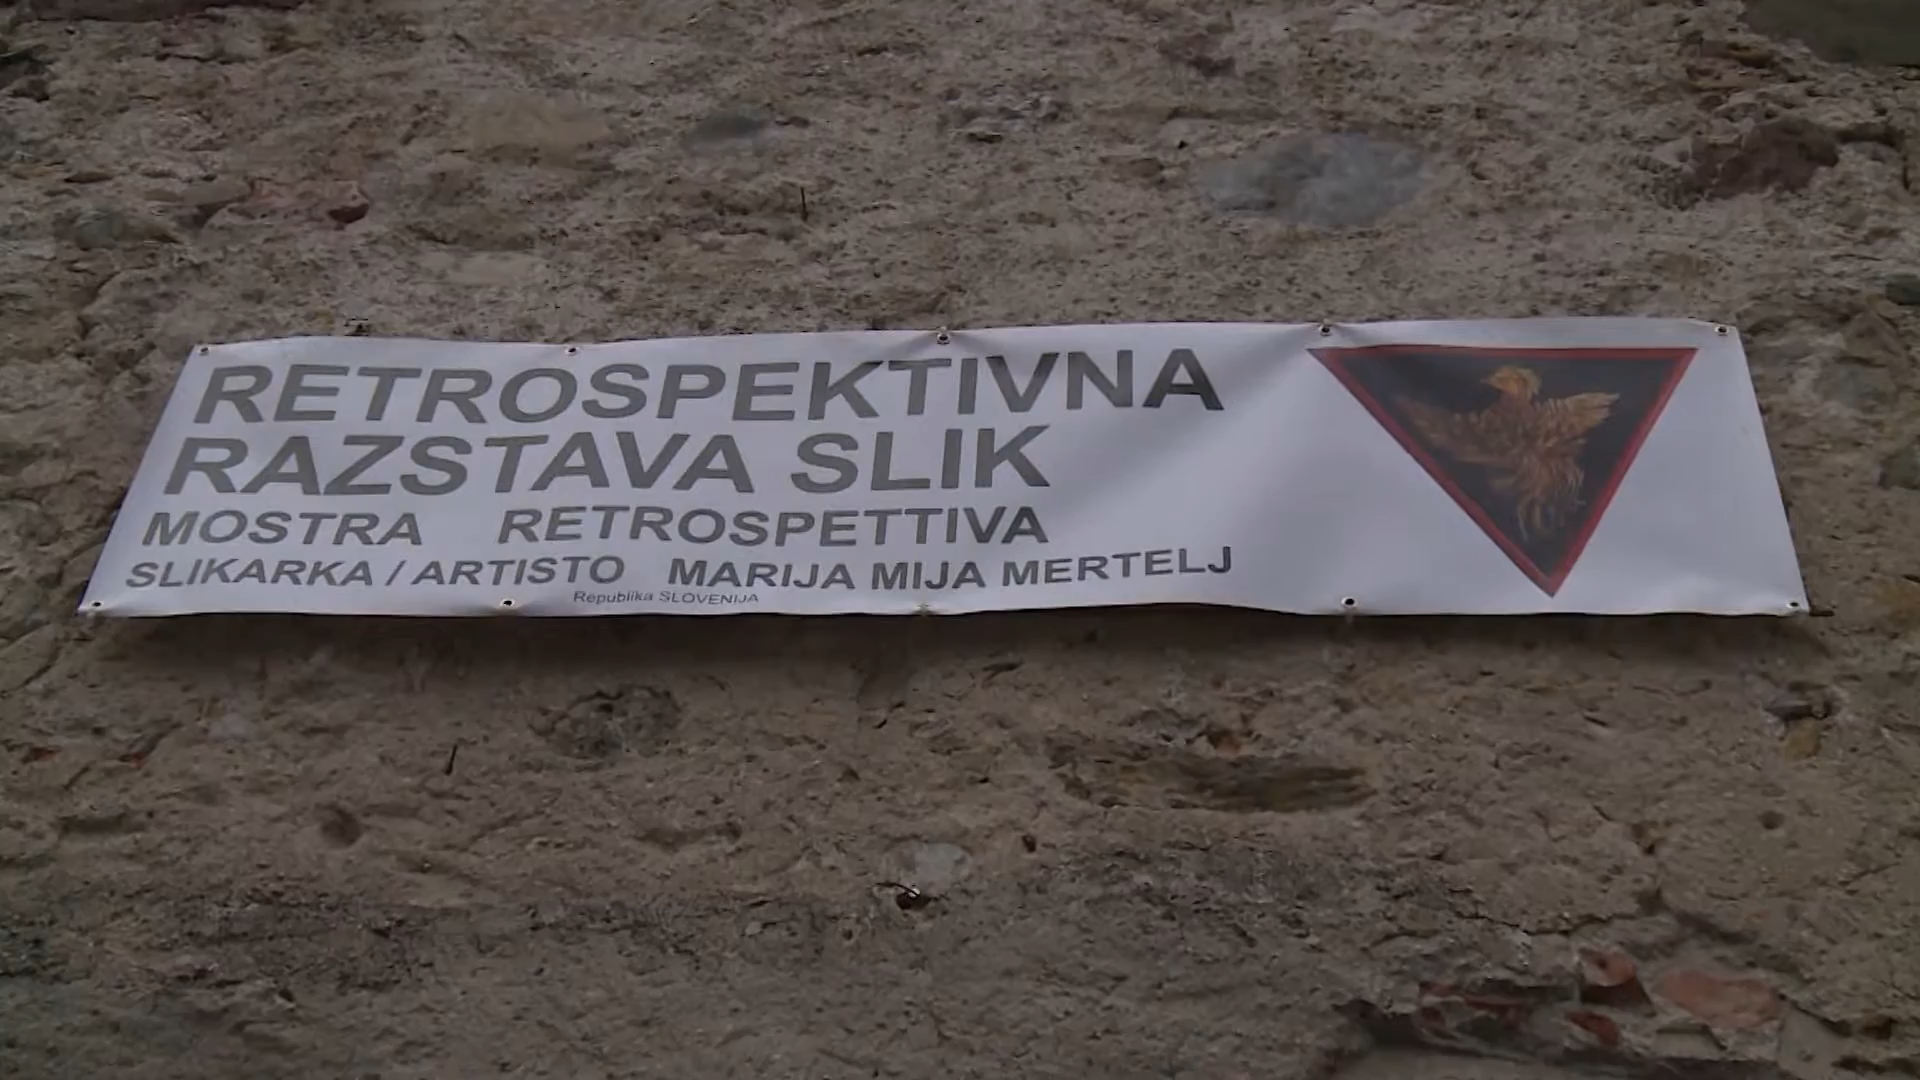 RETROSPEKTIVNA
RAZSTAVA SLIK
MOSTRA RETROSPETTIVA
SLIKARKA / ARTISTO MARIJA MIJA MERTELJ
Republika SLOVENIJA